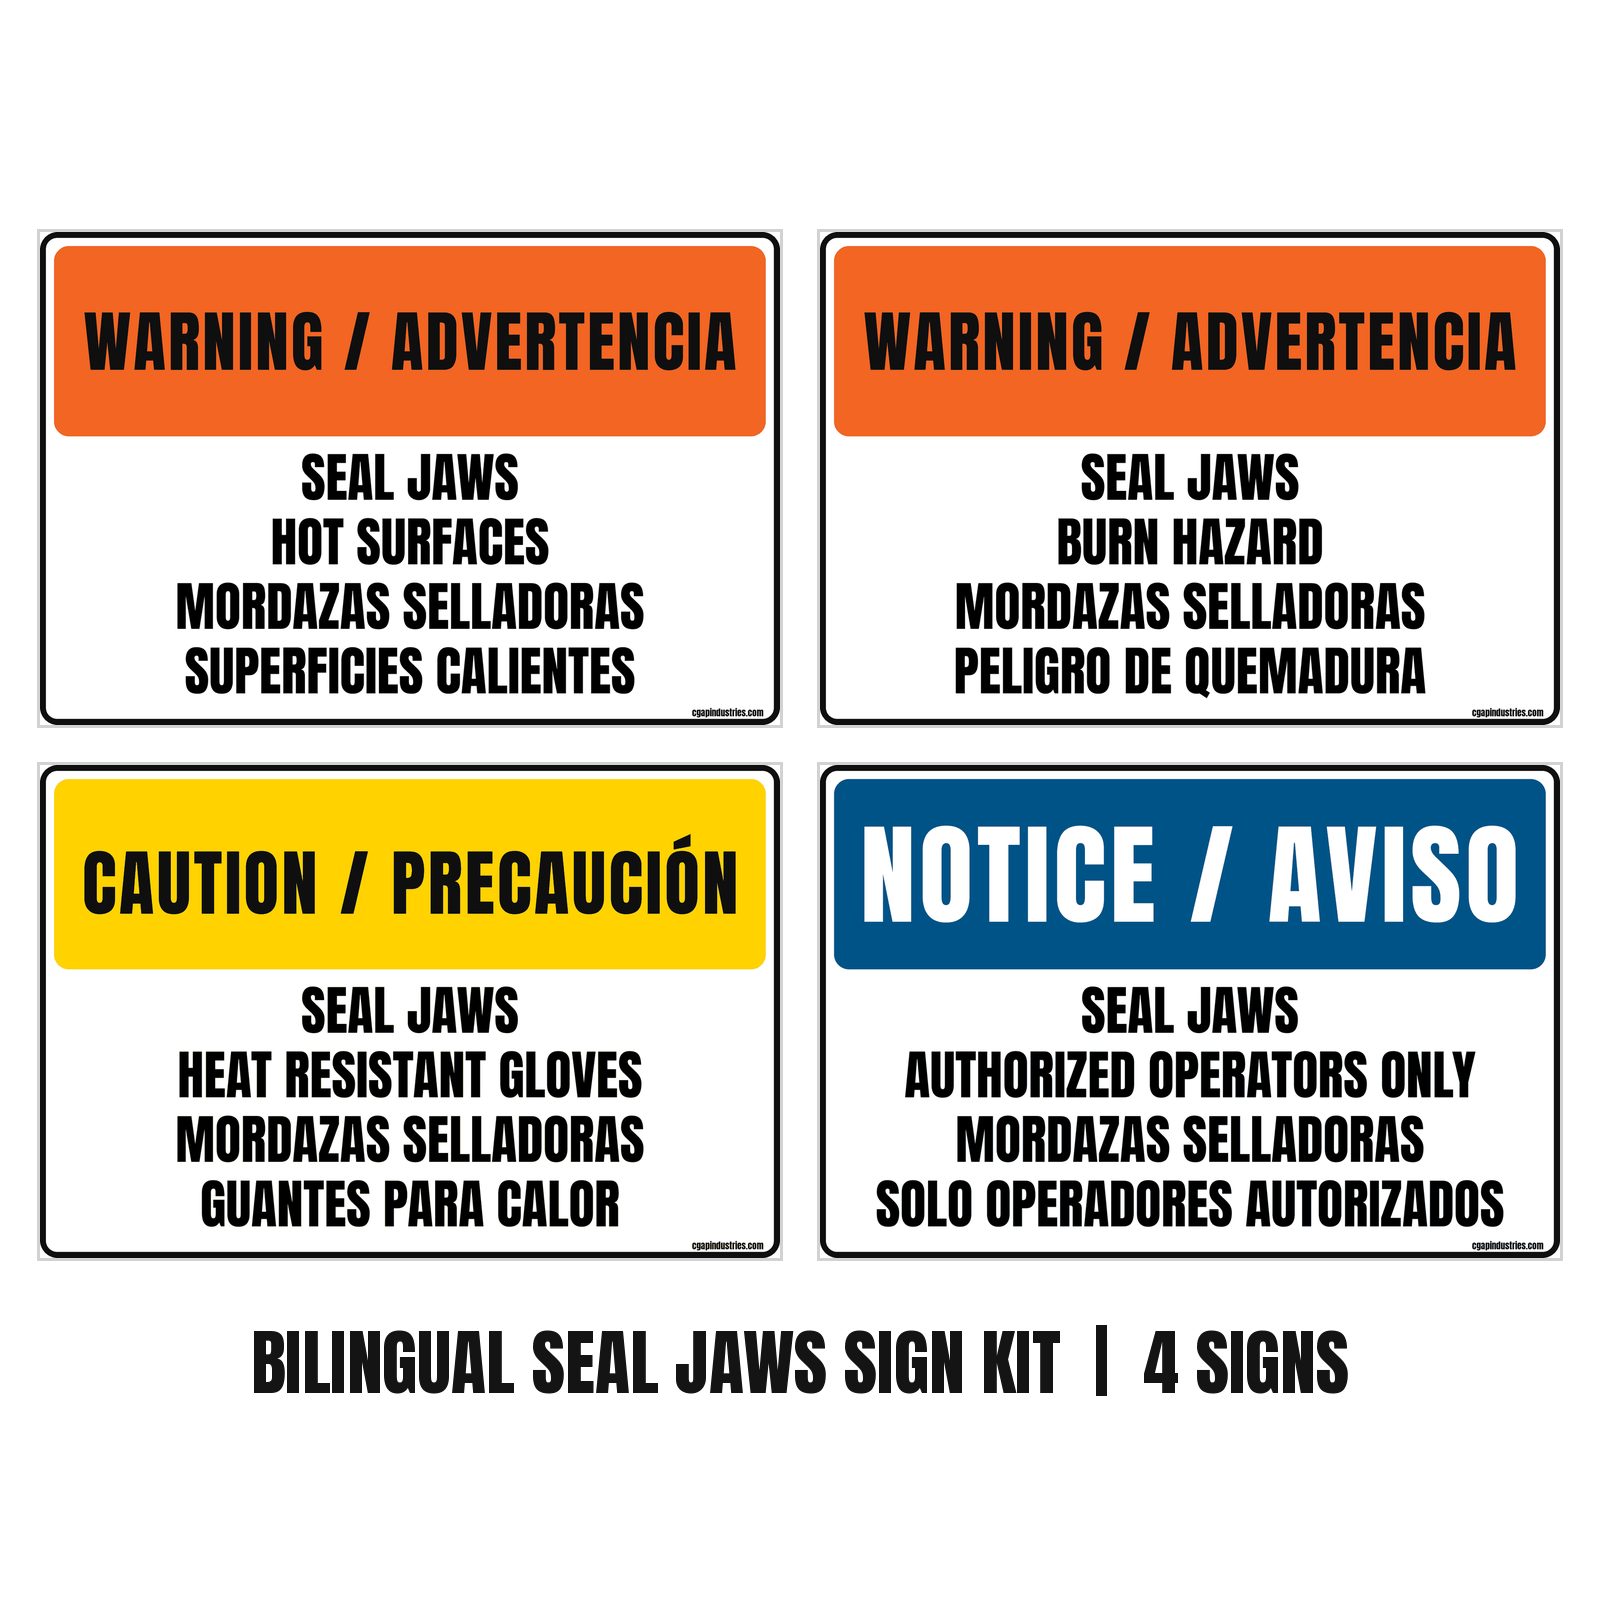 WARNING / ADVERTENCIA
SEAL JAWS
HOT SURFACES
MORDAZAS SELLADORAS
SUPERFICIES CALIENTES
cgapindustries.com
WARNING / ADVERTENCIA
SEAL JAWS
BURN HAZARD
MORDAZAS SELLADORAS
PELIGRO DE QUEMADURA
cgapindustries.com
CAUTION / PRECAUCIÓN
SEAL JAWS
HEAT RESISTANT GLOVES
MORDAZAS SELLADORAS
GUANTES PARA CALOR
cgapindustries.com
NOTICE / AVISO
SEAL JAWS
AUTHORIZED OPERATORS ONLY
MORDAZAS SELLADORAS
SOLO OPERADORES AUTORIZADOS
cgapindustries.com
BILINGUAL SEAL JAWS SIGN KIT | 4 SIGNS